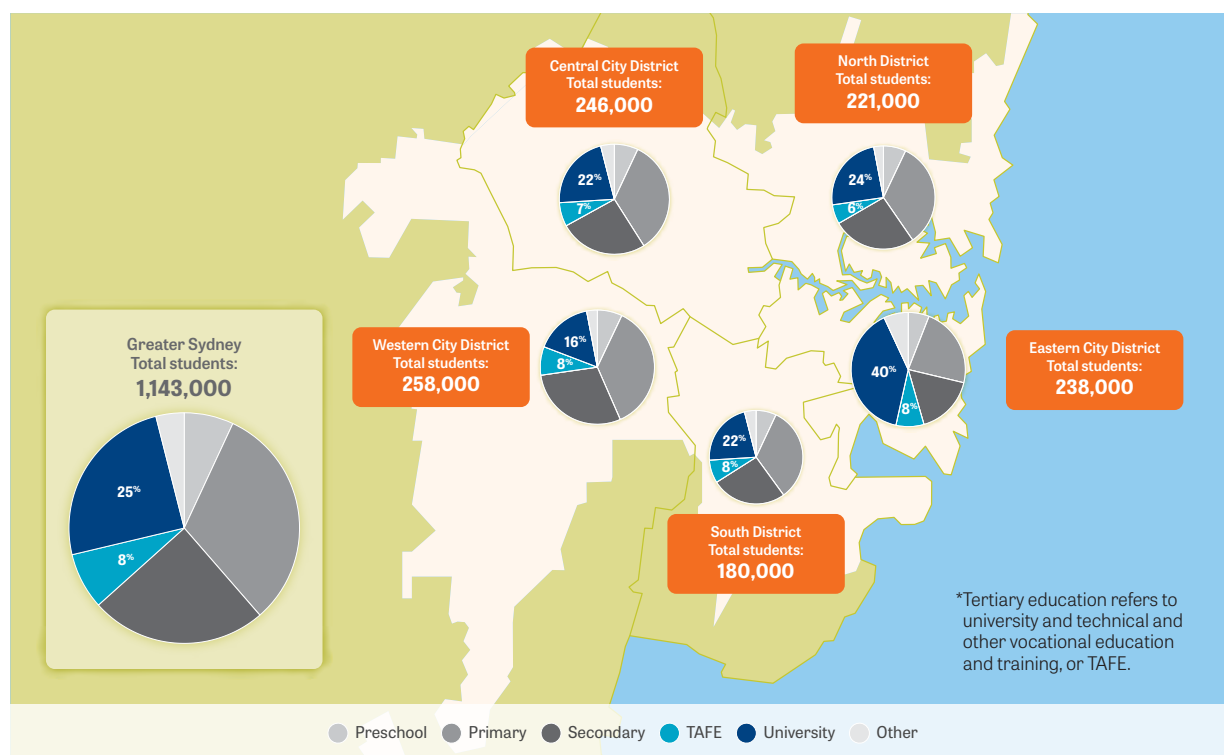 Central City District
Total students:
246,000
North District
Total students:
221,000
22%
7%
24%
6%
Greater Sydney
Total students:
1,143,000
25%
8%
Western City District
Total students:
258,000
16%
8%
40%
8%
Eastern City District
Total students:
238,000
22%
8%
South District
Total students:
180,000
*Tertiary education refers to
university and technical and
other vocational education
and training, or TAFE.
Preschool Primary Secondary TAFE University Other